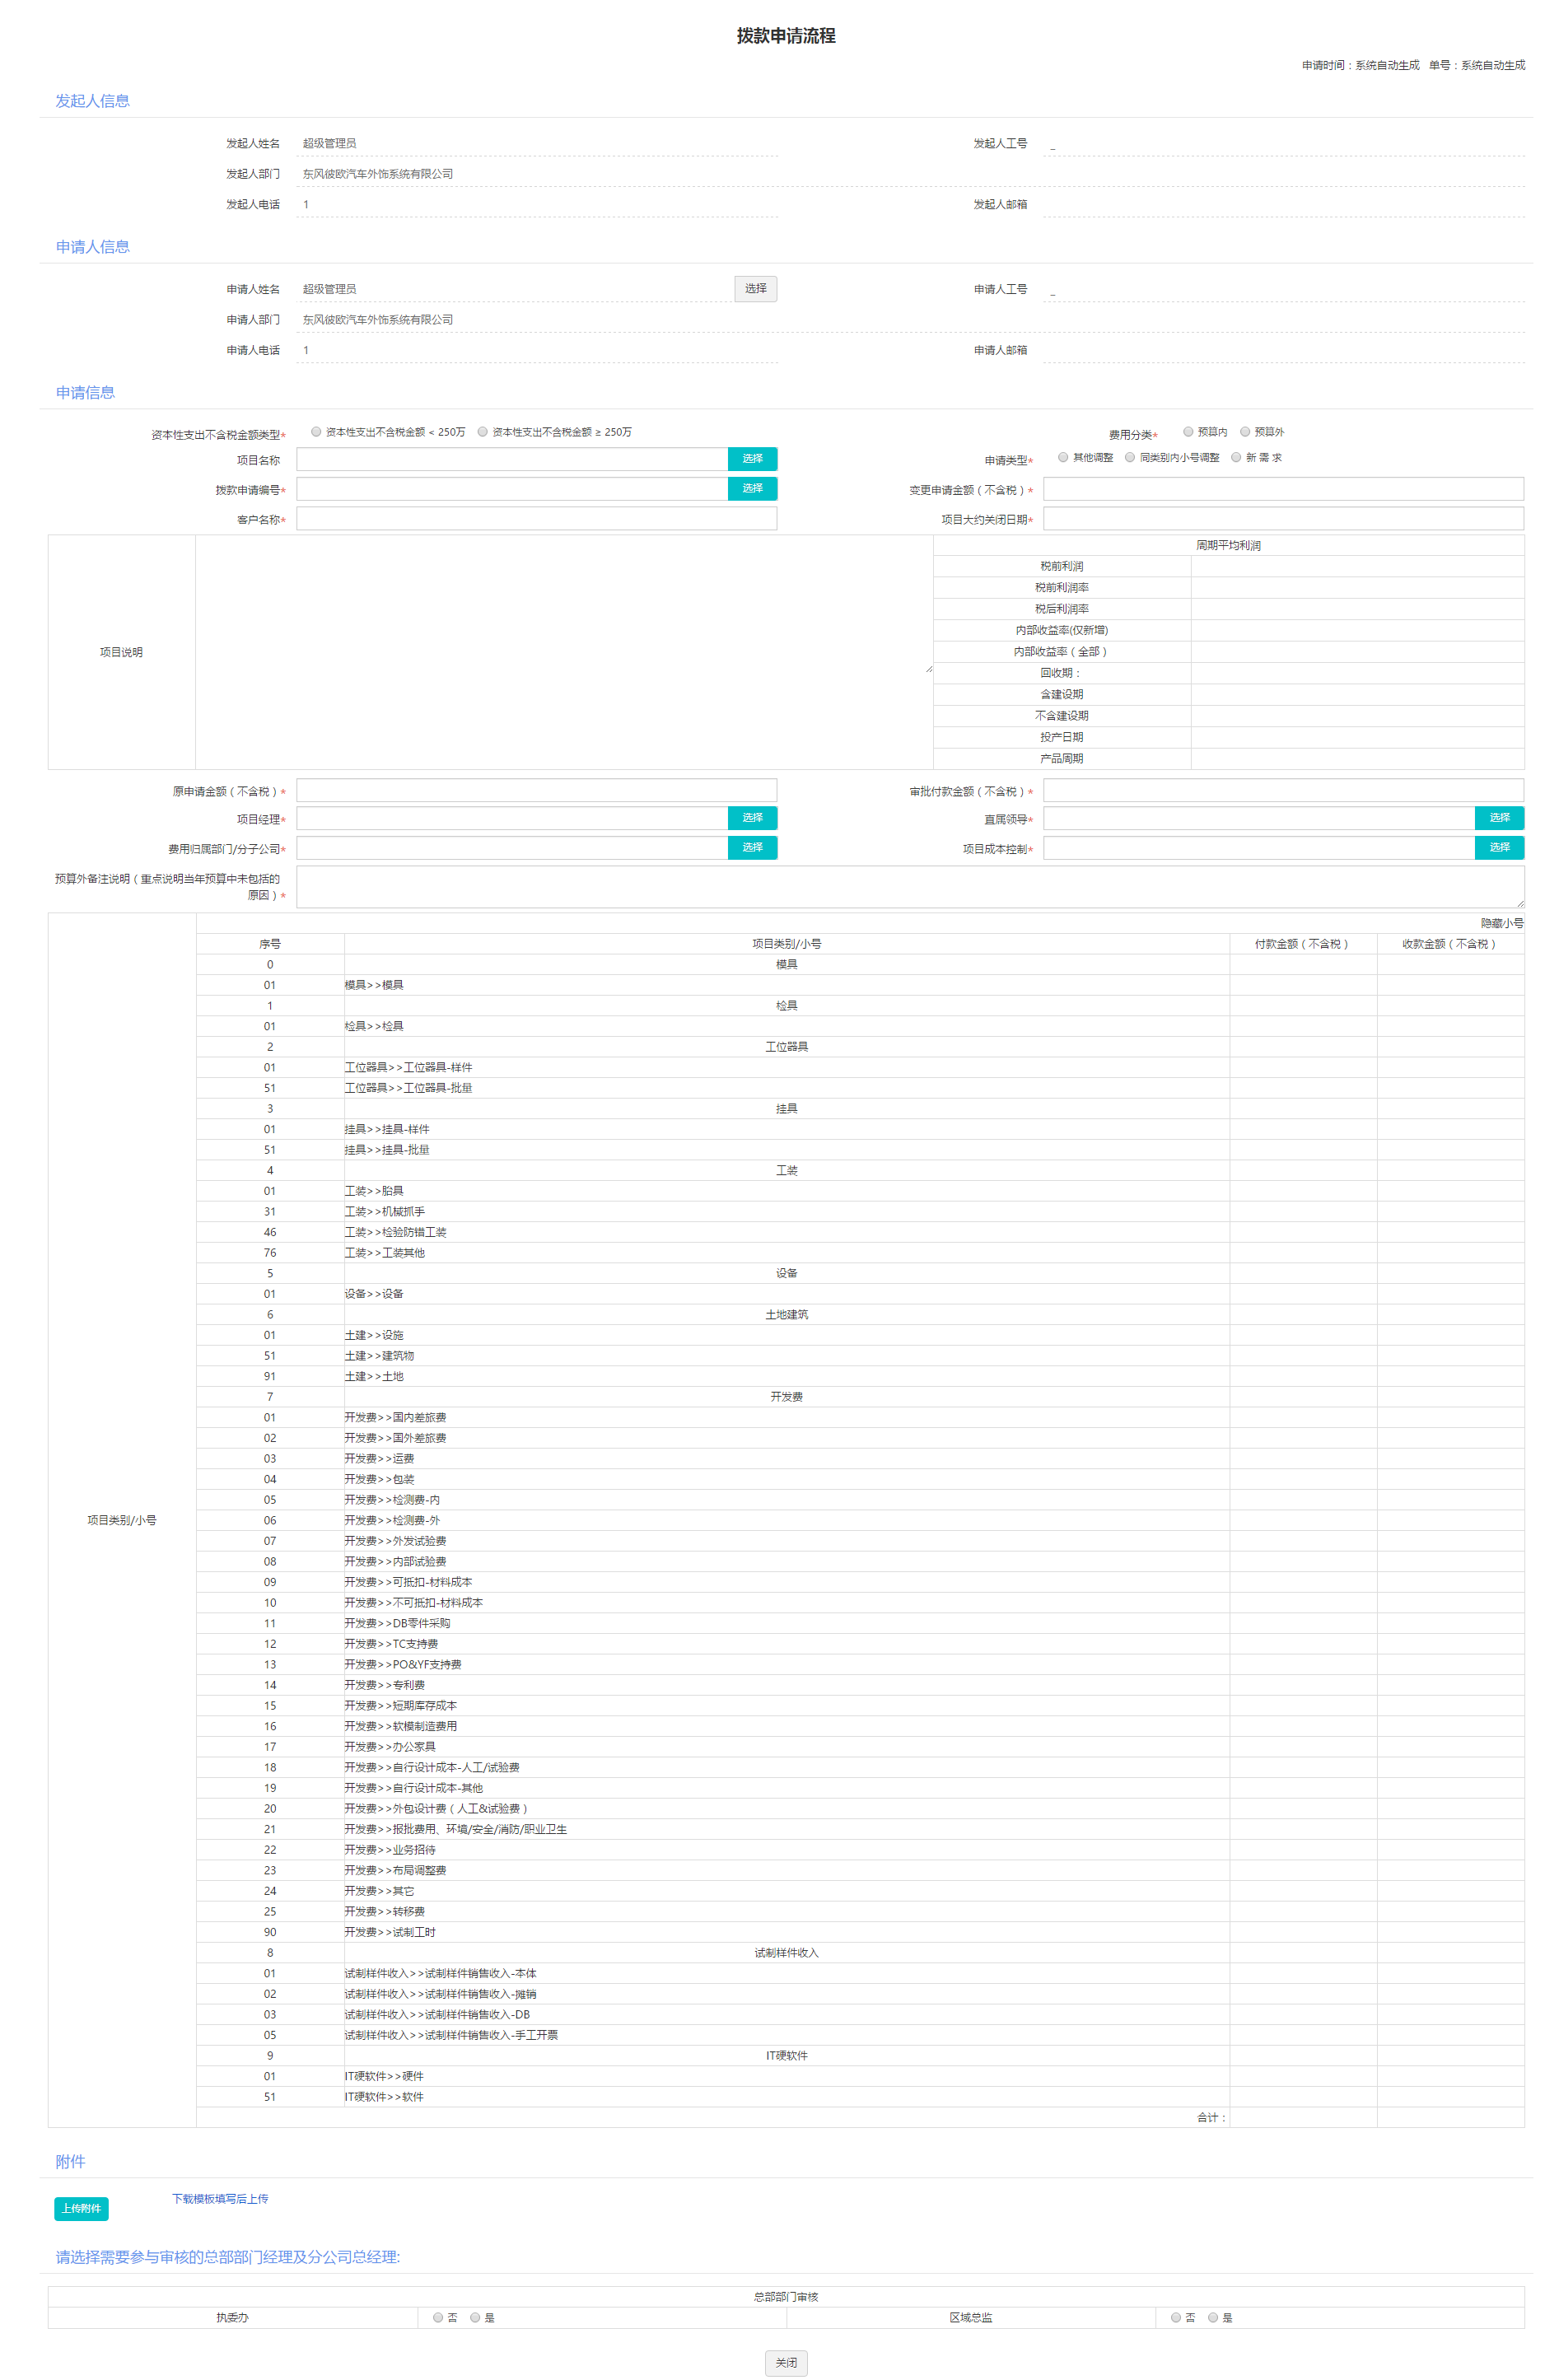 拨款申请流程
申请时间：系统自动生成 单号：系统自动生成
发起人信息
发起人姓名 超级管理员 发起人工号 _
发起人部门 东风彼欧汽车外饰系统有限公司
发起人电话 1 发起人邮箱
申请人信息
申请人姓名 超级管理员 选择 申请人工号 _
申请人部门 东风彼欧汽车外饰系统有限公司
申请人电话 1 申请人邮箱
申请信息
资本性支出不含税金额类型* 资本性支出不含税金额 < 250万 资本性支出不含税金额 ≥ 250万 费用分类* 预算内 预算外
项目名称 选择 申请类型* 其他调整 同类别内小号调整 新 需 求
拨款申请编号* 选择 变更申请金额（不含税）*
客户名称* 项目大约关闭日期*
周期平均利润
税前利润
税前利润率
税后利润率
内部收益率(仅新增)
项目说明 内部收益率（全部）
回收期：
含建设期
不含建设期
投产日期
产品周期
原申请金额（不含税）* 审批付款金额（不含税）*
项目经理* 选择 直属领导* 选择
费用归属部门/分子公司* 选择 项目成本控制* 选择
预算外备注说明（重点说明当年预算中未包括的
原因）*
隐藏小号
序号 项目类别/小号 付款金额（不含税） 收款金额（不含税）
0 模具
01 模具>>模具
1 检具
01 检具>>检具
2 工位器具
01 工位器具>>工位器具-样件
51 工位器具>>工位器具-批量
3 挂具
01 挂具>>挂具-样件
51 挂具>>挂具-批量
4 工装
01 工装>>胎具
31 工装>>机械抓手
46 工装>>检验防错工装
76 工装>>工装其他
5 设备
01 设备>>设备
6 土地建筑
01 土建>>设施
51 土建>>建筑物
91 土建>>土地
7 开发费
01 开发费>>国内差旅费
02 开发费>>国外差旅费
03 开发费>>运费
04 开发费>>包装
05 开发费>>检测费-内
项目类别/小号 06 开发费>>检测费-外
07 开发费>>外发试验费
08 开发费>>内部试验费
09 开发费>>可抵扣-材料成本
10 开发费>>不可抵扣-材料成本
11 开发费>>DB零件采购
12 开发费>>TC支持费
13 开发费>>PO&YF支持费
14 开发费>>专利费
15 开发费>>短期库存成本
16 开发费>>软模制造费用
17 开发费>>办公家具
18 开发费>>自行设计成本-人工/试验费
19 开发费>>自行设计成本-其他
20 开发费>>外包设计费（人工&试验费）
21 开发费>>报批费用、环境/安全/消防/职业卫生
22 开发费>>业务招待
23 开发费>>布局调整费
24 开发费>>其它
25 开发费>>转移费
90 开发费>>试制工时
8 试制样件收入
01 试制样件收入>>试制样件销售收入-本体
02 试制样件收入>>试制样件销售收入-摊销
03 试制样件收入>>试制样件销售收入-DB
05 试制样件收入>>试制样件销售收入-手工开票
9 IT硬软件
01 IT硬软件>>硬件
51 IT硬软件>>软件
合计：
附件
上传附件 下载模板填写后上传
请选择需要参与审核的总部部门经理及分公司总经理:
总部部门审核
执委办 否 是 区域总监 否 是
关闭